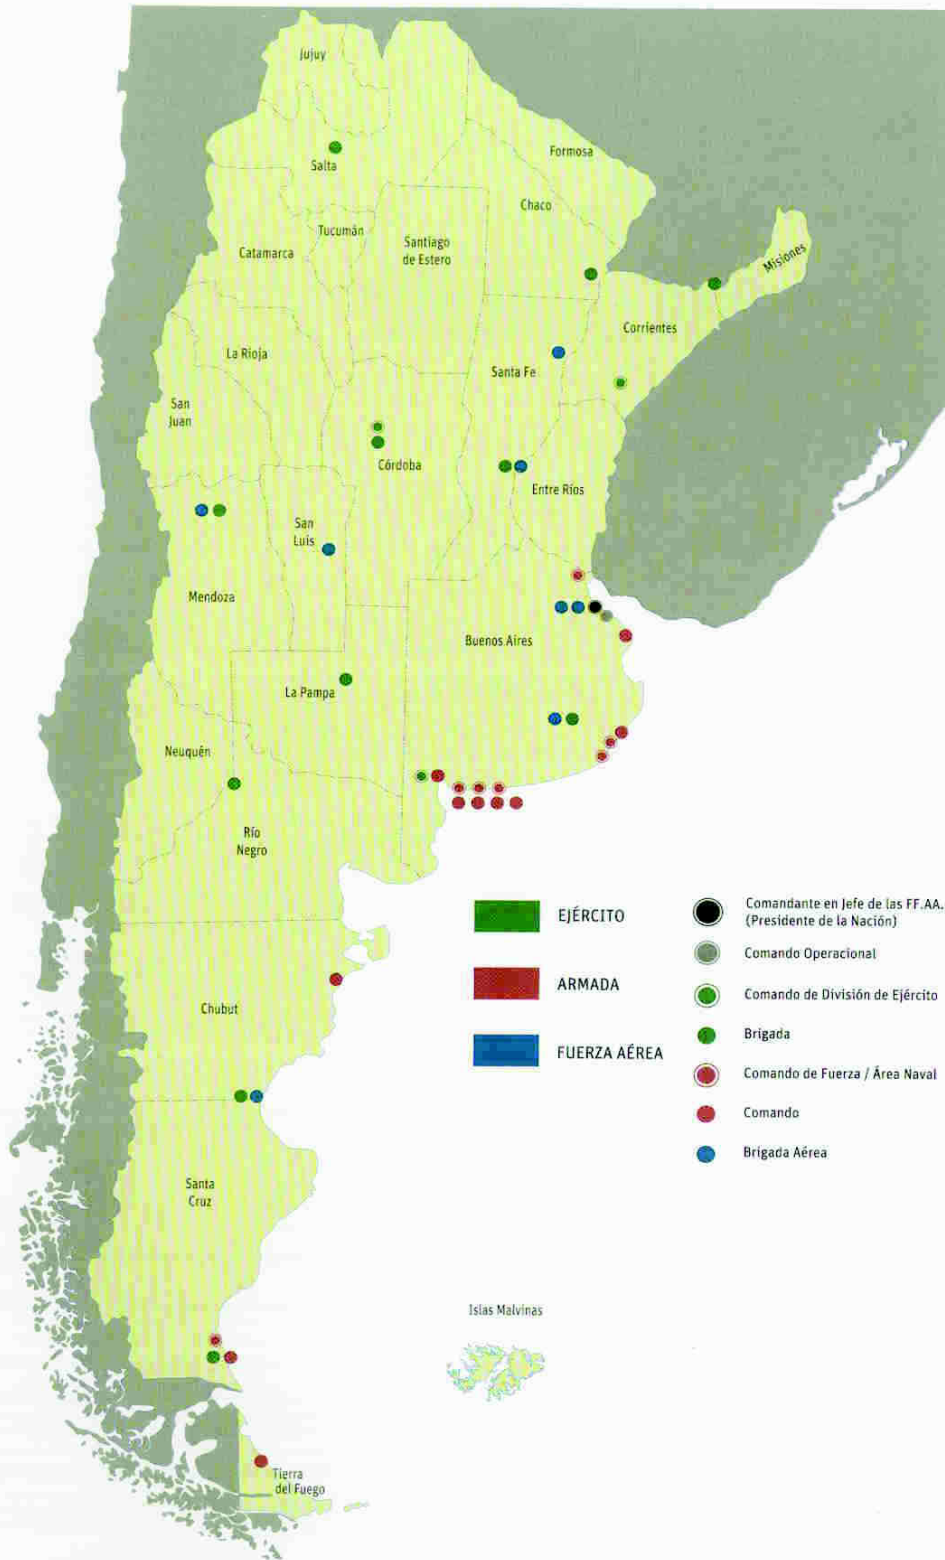 Jujuy
Salta
Formosa
Chaco
Tucumán
Santiago
de Estero
Catamarca
Misiones
Corrientes
La Rioja
Santa Fe
San
Juan
Córdoba
Entre Ríos
San
Luis
Mendoza
Buenos Aires
La Pampa
Neuquén
Río
Negro
Chubut
Santa
Cruz
Islas Malvinas
Tierra
del Fuego
EJÉRCITO
ARMADA
FUERZA AÉREA
Comandante en Jefe de las FF.AA.
(Presidente de la Nación)
Comando Operacional
Comando de División de Ejército
Brigada
Comando de Fuerza / Área Naval
Comando
Brigada Aérea